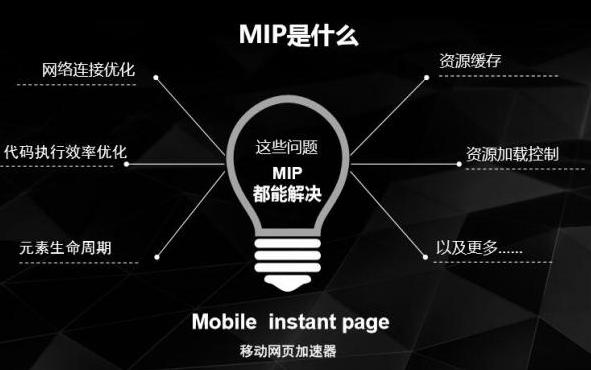 MIP是什么
网络连接优化
资源缓存
代码执行效率优化
这些问题
MIP
都能解决
资源加载控制
元素生命周期
以及更多......
Mobile instant page
移动网页加速器